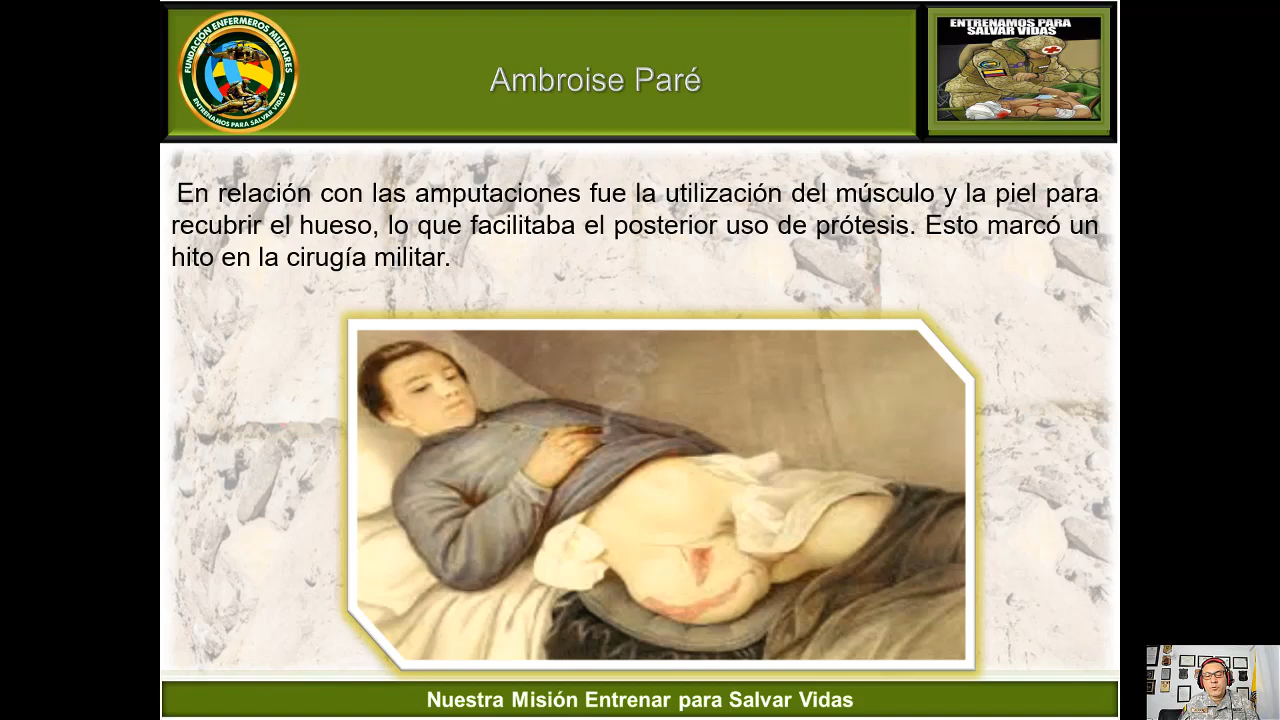 FUNDACIÓN ENFERMEROS MILITARES
ENTRENAMOS PARA SALVAR VIDAS
Ambroise Paré
ENTRENAMOS PARA
SALVAR VIDAS
En relación con las amputaciones fue la utilización del músculo y la piel para
recubrir el hueso, lo que facilitaba el posterior uso de prótesis. Esto marcó un
hito en la cirugía militar.
Nuestra Misión Entrenar para Salvar Vidas